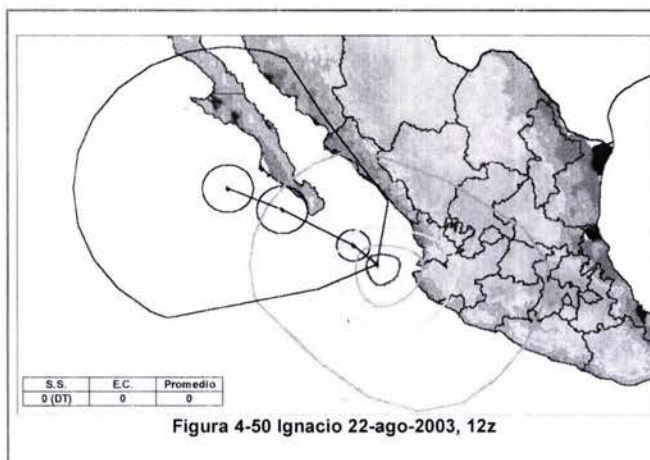 S.S. E.C. Promedio
0 (DT) 0 0
Figura 4-50 Ignacio 22-ago-2003, 12z